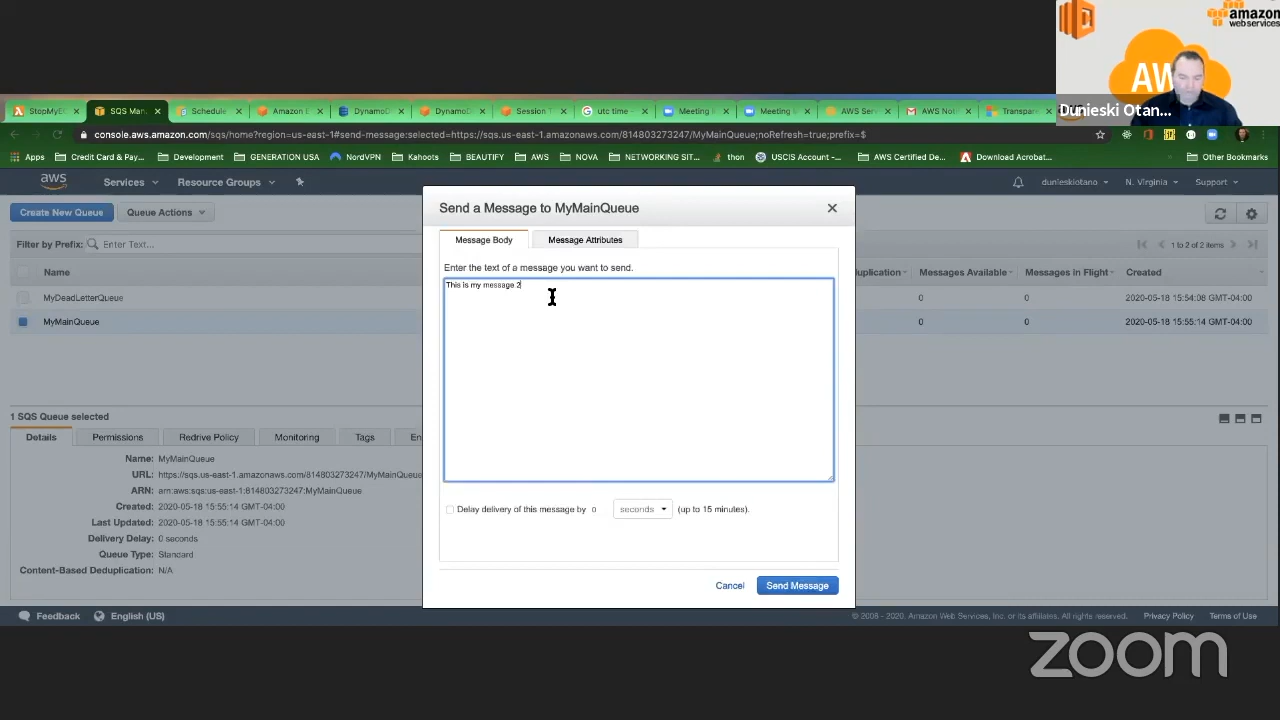 amazon
web services
AW
Dunieski Otan...
StopMyEC
SQS Man
Schedule
Amazon E
DynamoD
DynamoD
Session T
utc time -
Meeting
Meeting
AWS Serv
AWS Not
Transpare
console.aws.amazon.com/sqs/home?region=us-east-1#send-message:selected=https://sqs.us-east-1.amazonaws.com/814803273247/MyMainQueue;noRefresh=true;prefix=$
Apps
Credit Card & Pay...
Development
GENERATION USA
NordVPN
Kahoots
BEAUTIFY
AWS
NOVA
NETWORKING SIT...
thon
USCIS Account -...
AWS Certified De...
Download Acrobat...
Other Bookmarks
aws
Services
Resource Groups
dunieskiotano
N. Virginia
Support
Create New Queue
Queue Actions
Filter by Prefix:
Enter Text...
1 to 2 of 2 items
Name
duplication
Messages Available
Messages in Flight
Created
MyDeadLetterQueue
0
0
2020-05-18 15:54:08 GMT-04:00
MyMainQueue
0
0
2020-05-18 15:55:14 GMT-04:00
Send a Message to MyMainQueue
Message Body
Message Attributes
Enter the text of a message you want to send.
This is my message 2
Delay delivery of this message by 0 seconds (up to 15 minutes).
Cancel
Send Message
1 SQS Queue selected
Details
Permissions
Redrive Policy
Monitoring
Tags
En
Name: MyMainQueue
URL: https://sqs.us-east-1.amazonaws.com/814803273247/MyMainQueue
ARN: arn:aws:sqs:us-east-1:814803273247:MyMainQueue
Created: 2020-05-18 15:55:14 GMT-04:00
Last Updated: 2020-05-18 15:55:14 GMT-04:00
Delivery Delay: 0 seconds
Queue Type: Standard
Content-Based Deduplication: N/A
Feedback
English (US)
© 2008 - 2020, Amazon Web Services, Inc. or its affiliates. All rights reserved.
Privacy Policy
Terms of Use
zoom